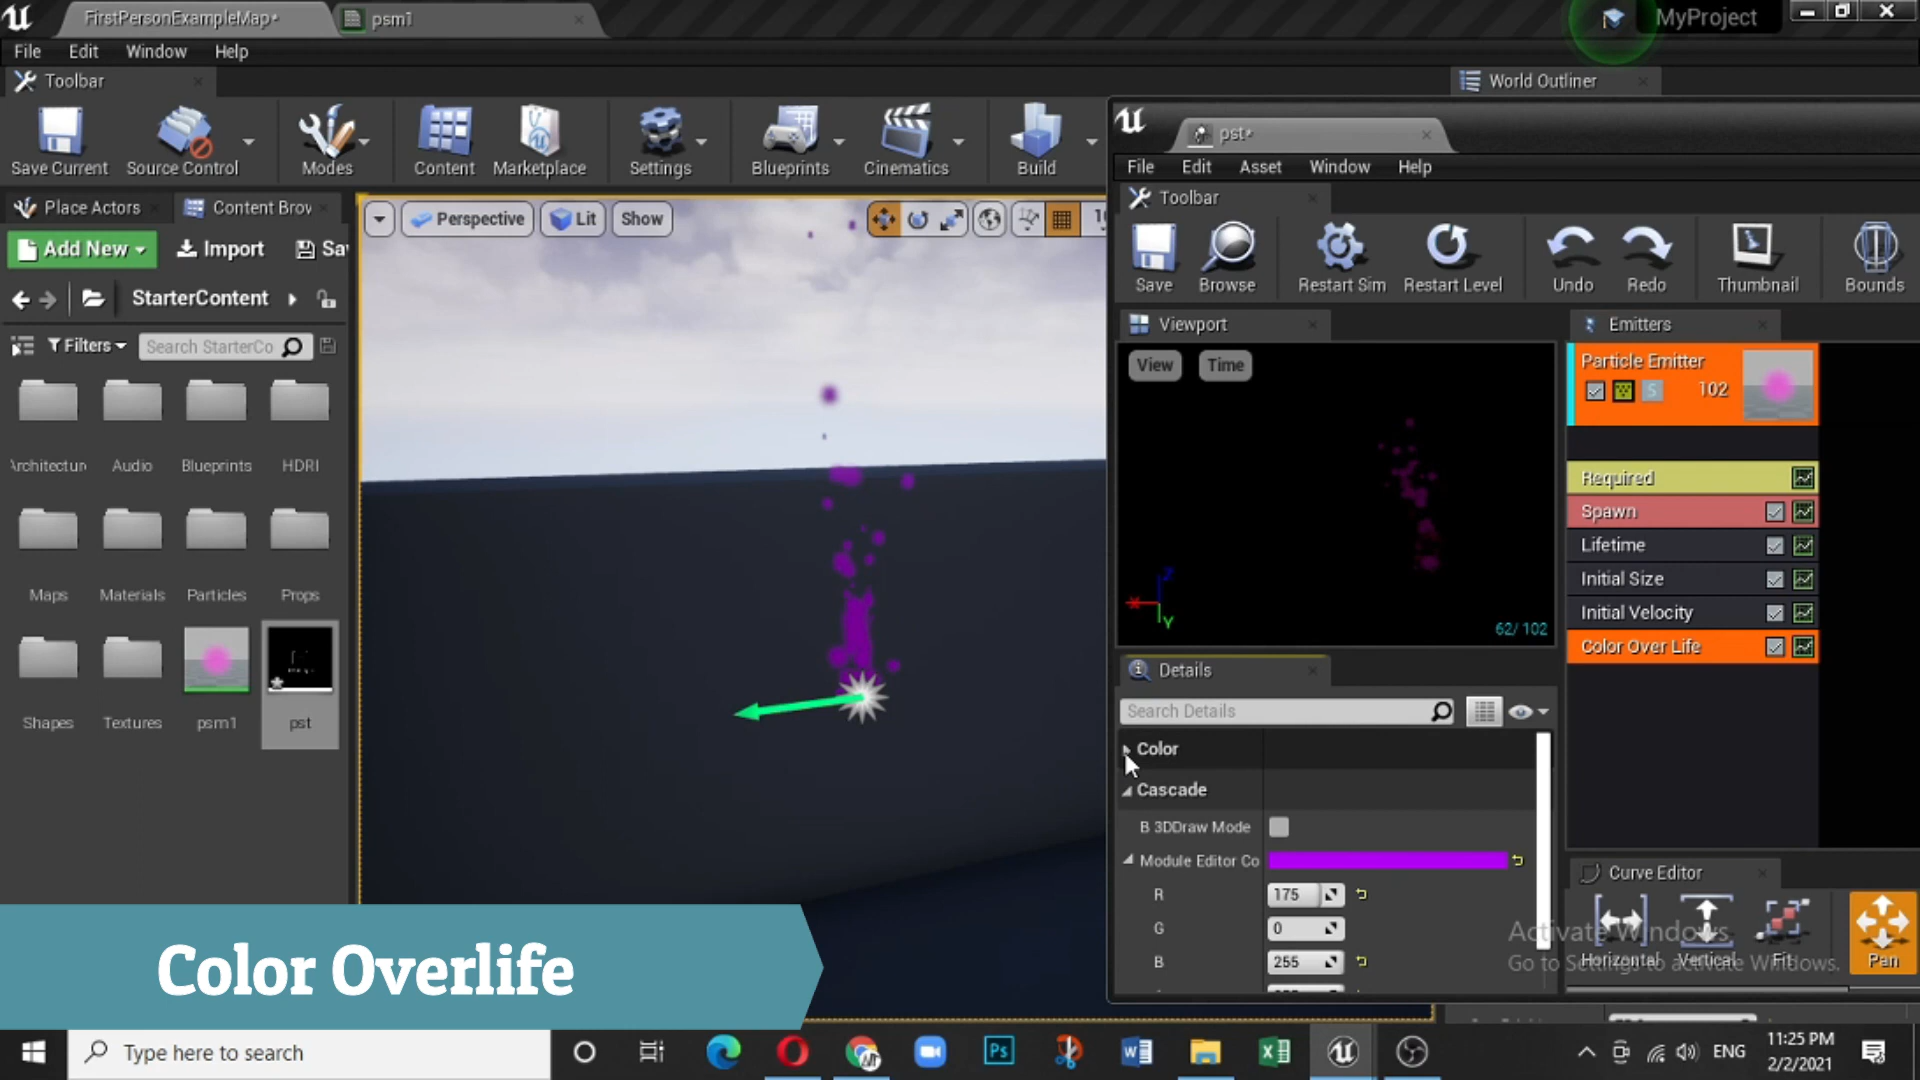 FirstPersonExampleMap*
psm1
MyProject
File Edit Window Help
Toolbar
World Outliner
Save Current
Source Control
Modes
Content
Marketplace
Settings
Blueprints
Cinematics
Build
pst*
File Edit Asset Window Help
Toolbar
Save
Browse
Restart Sim
Restart Level
Undo
Redo
Thumbnail
Bounds
Place Actors
Content Brov
Add New
Import
Sa
StarterContent
Filters
Search StarterCo
Perspective
Lit
Show
Architectur
Audio
Blueprints
HDRI
Maps
Materials
Particles
Props
Shapes
Textures
psm1
pst
Viewport
View
Time
Z
X
Y
62/ 102
Emitters
Particle Emitter
S
102
Required
Spawn
Lifetime
Initial Size
Initial Velocity
Color Over Life
Details
Search Details
Color
Cascade
B 3DDraw Mode
Module Editor Co
R 175
G 0
B 255
Curve Editor
Horizontal
Vertical
Fit
Pan
Activate Windows
Go to Settings to activate Windows.
Color Overlife
Type here to search
Ps
ENG
11:25 PM
2/2/2021